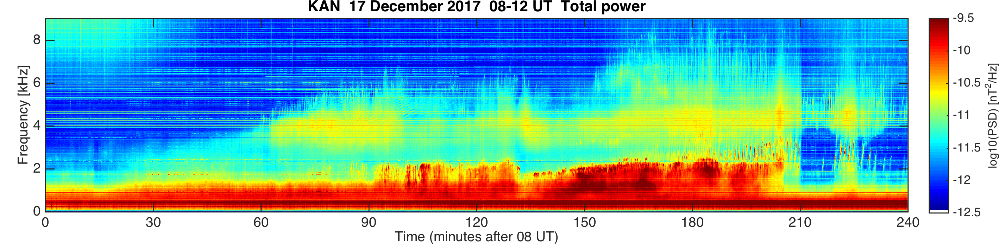 KAN 17 December 2017 08-12 UT Total power
Frequency [kHz]
8
6
4
2
0
0 30 60 90 120 150 180 210 240
Time (minutes after 08 UT)
-9.5
-10
-10.5
-11
-11.5
-12
-12.5
log10(PSD) [nT²/Hz]